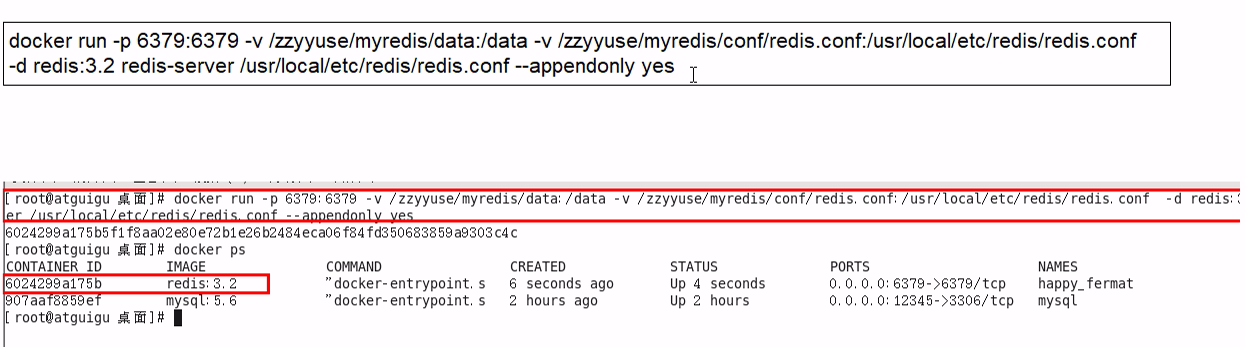 docker run -p 6379:6379 -v /zzyyuse/myredis/data:/data -v /zzyyuse/myredis/conf/redis.conf:/usr/local/etc/redis/redis.conf
-d redis:3.2 redis-server /usr/local/etc/redis/redis.conf --appendonly yes
[root@atguigu 桌面]# docker run -p 6379:6379 -v /zzyyuse/myredis/data:/data -v /zzyyuse/myredis/conf/redis.conf:/usr/local/etc/redis/redis.conf -d redis:
er /usr/local/etc/redis/redis.conf --appendonly yes
6024299a175b5f1f8aa02e80e72b1e26b2484eca06f84fd350683859a9303c4c
[root@atguigu 桌面]# docker ps
CONTAINER ID IMAGE COMMAND CREATED STATUS PORTS NAMES
6024299a175b redis:3.2 "docker-entrypoint.s 6 seconds ago Up 4 seconds 0.0.0.0:6379->6379/tcp happy_fermat
907aaf8859ef mysql:5.6 "docker-entrypoint.s 2 hours ago Up 2 hours 0.0.0.0:12345->3306/tcp mysql
[root@atguigu 桌面]#